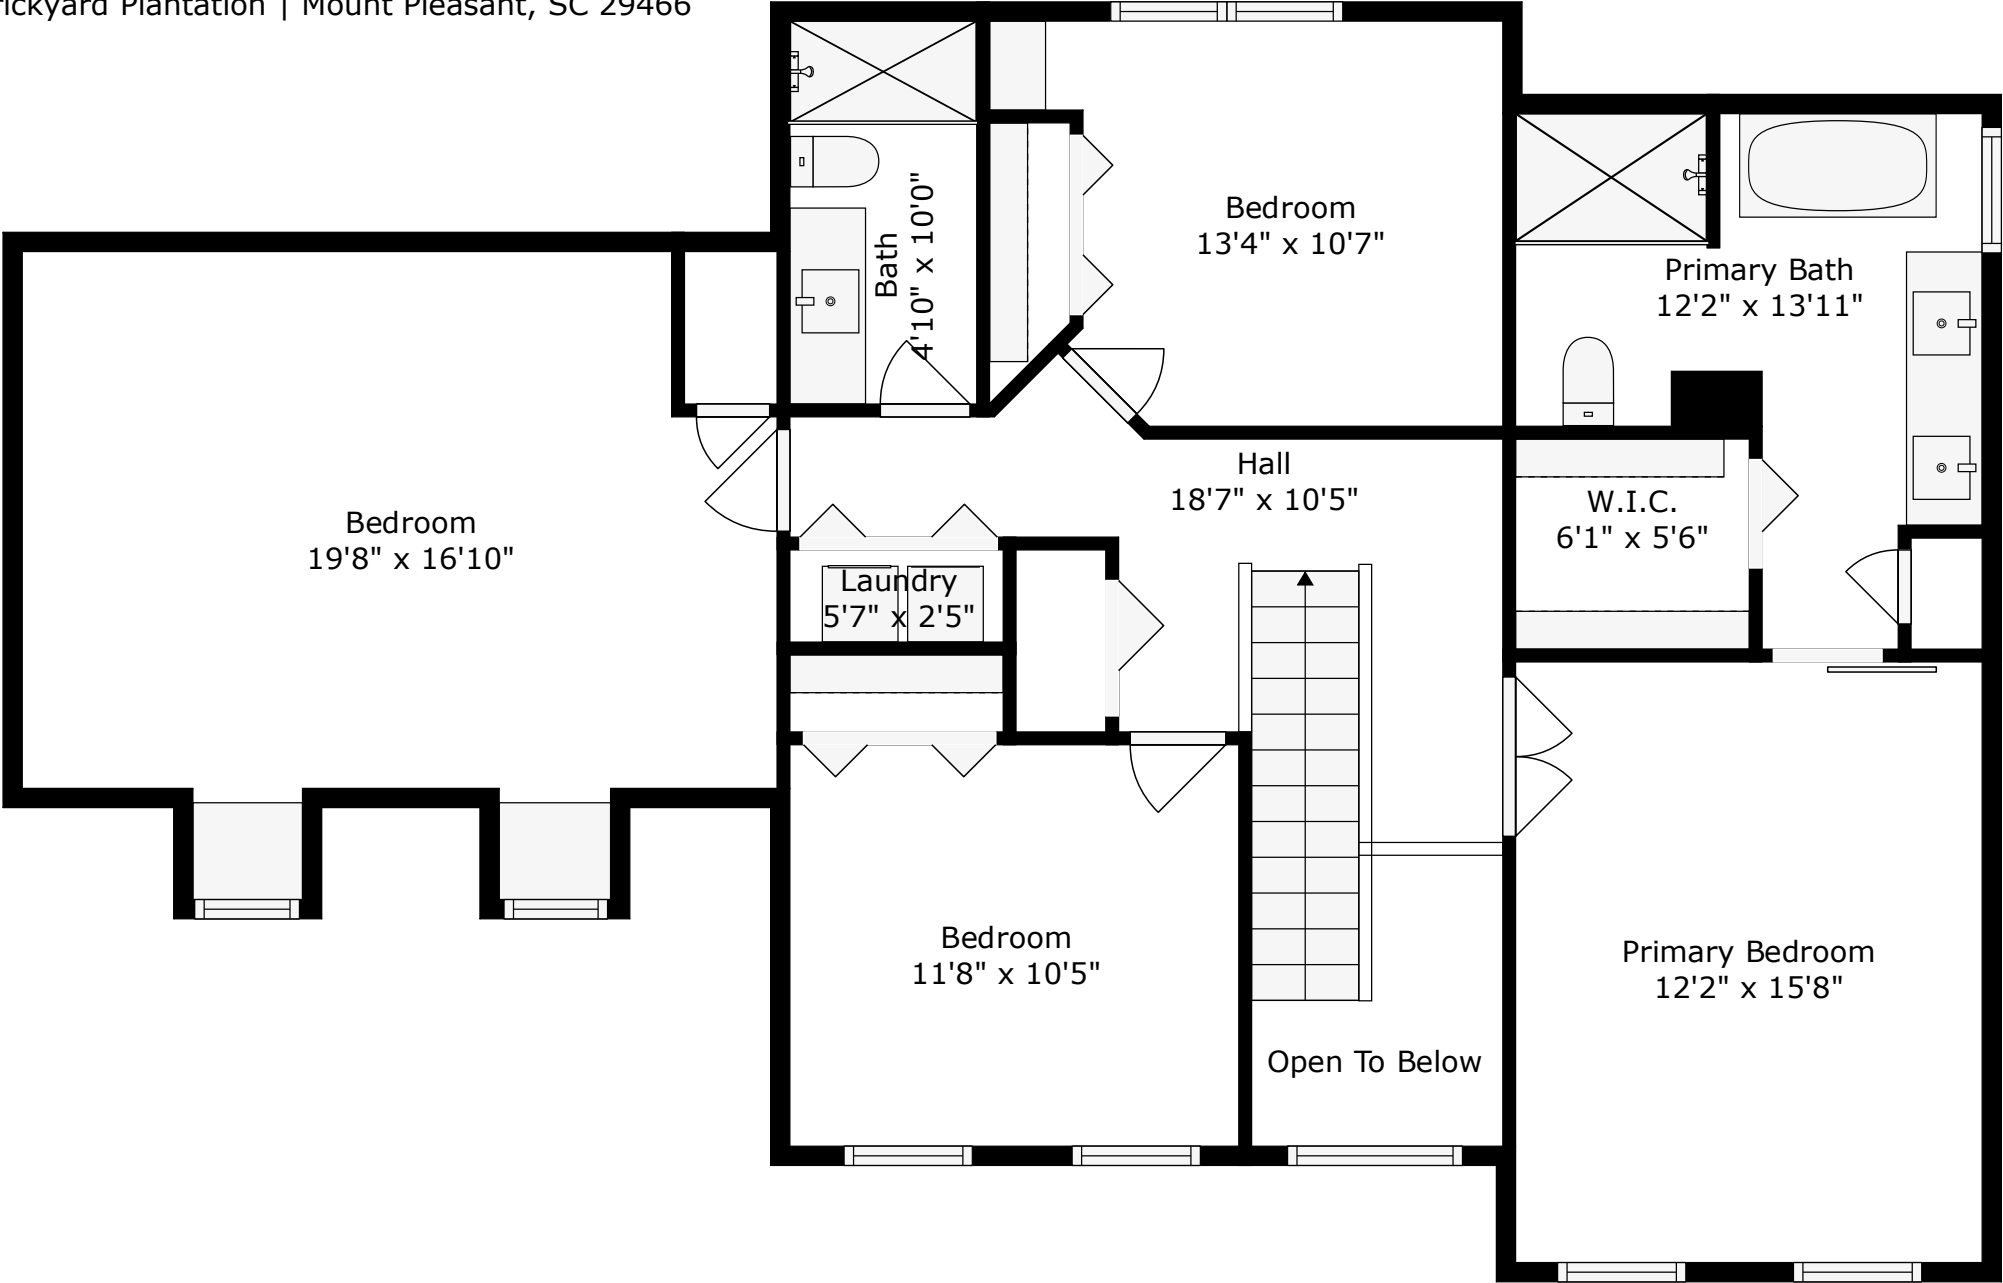 rickyard Plantation | Mount Pleasant, SC 29466
Bath
4'10" x 10'0"
Bedroom
13'4" x 10'7"
Primary Bath
12'2" x 13'11"
Hall
18'7" x 10'5"
W.I.C.
6'1" x 5'6"
Bedroom
19'8" x 16'10"
Laundry
5'7" x 2'5"
Bedroom
11'8" x 10'5"
Primary Bedroom
12'2" x 15'8"
Open To Below